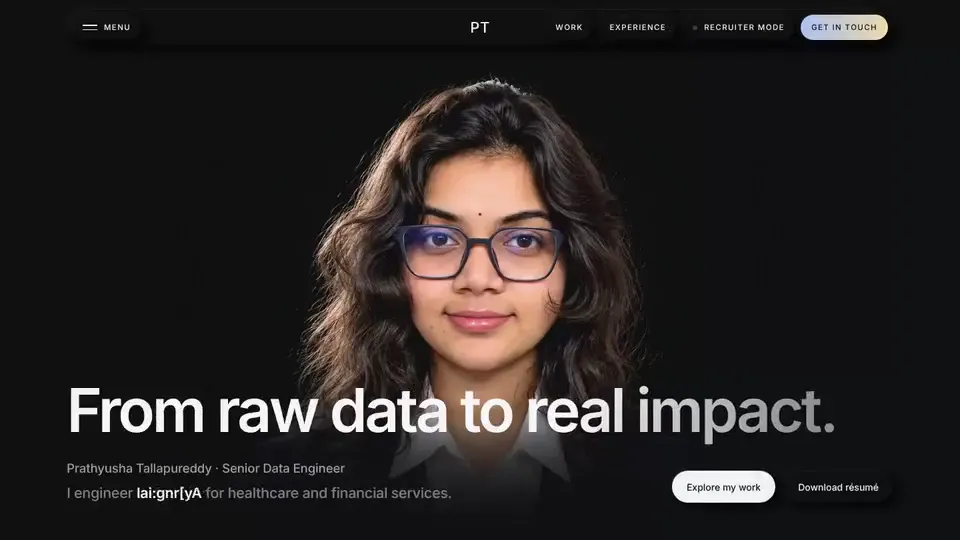 MENU
PT
WORK
EXPERIENCE
RECRUITER MODE
GET IN TOUCH
From raw data to real impact.
Prathyusha Tallapureddy · Senior Data Engineer
I engineer lai:gnr[yA for healthcare and financial services.
Explore my work
Download résumé